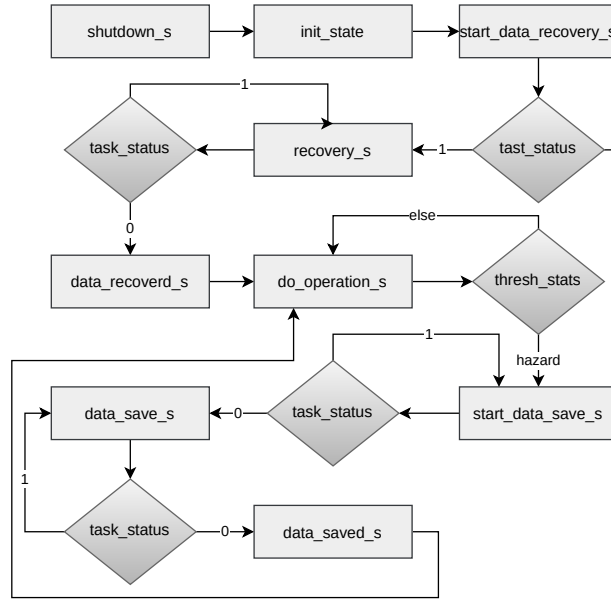 shutdown_s
init_state
start_data_recovery_s
1
task_status
recovery_s
1
tast_status
0
else
data_recoverd_s
do_operation_s
thresh_stats
1
hazard
data_save_s
0
task_status
start_data_save_s
1
task_status
0
data_saved_s